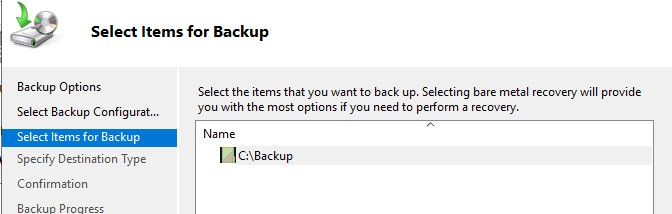 Select Items for Backup
Backup Options
Select Backup Configurat...
Select Items for Backup
Specify Destination Type
Confirmation
Backup Progress
Select the items that you want to back up. Selecting bare metal recovery will provide
you with the most options if you need to perform a recovery.
Name
C:\Backup